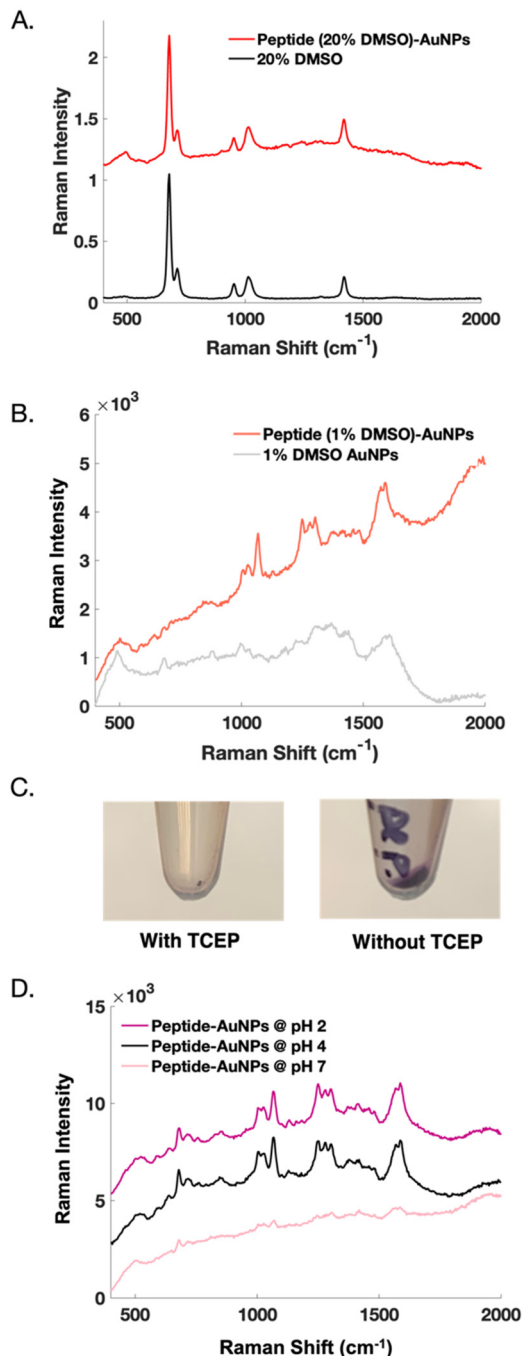 A.
Peptide (20% DMSO)-AuNPs
20% DMSO
2
1.5
1
0.5
0
Raman Intensity
500 1000 1500 2000
Raman Shift (cm⁻¹)
B.
×10³
Peptide (1% DMSO)-AuNPs
1% DMSO AuNPs
6
5
4
3
2
1
0
Raman Intensity
500 1000 1500 2000
Raman Shift (cm⁻¹)
C.
With TCEP Without TCEP
D.
×10³
Peptide-AuNPs @ pH 2
Peptide-AuNPs @ pH 4
Peptide-AuNPs @ pH 7
15
10
5
0
Raman Intensity
500 1000 1500 2000
Raman Shift (cm⁻¹)